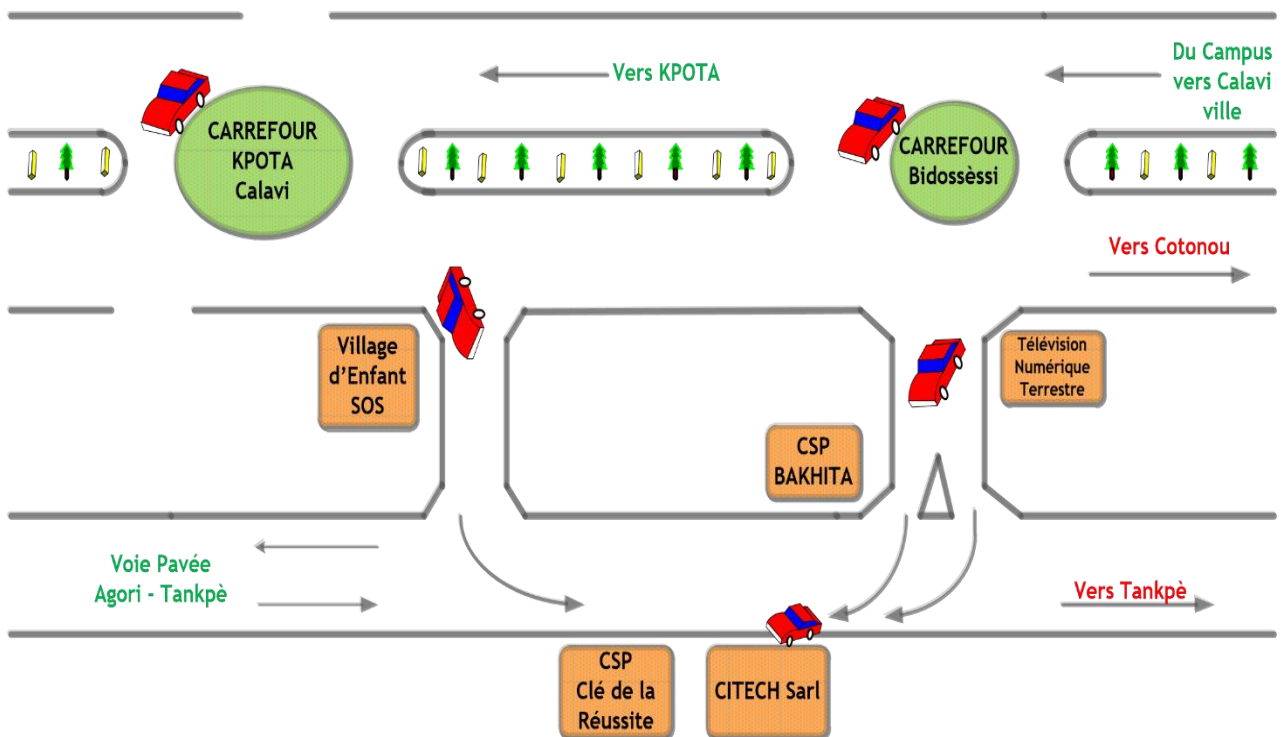 Vers KPOTA
Du Campus
vers Calavi
ville
CARREFOUR
KPOTA
Calavi
CARREFOUR
Bidossèssi
Vers Cotonou
Village
d’Enfant
SOS
Télévision
Numérique
Terrestre
CSP
BAKHITA
Voie Pavée
Agori - Tankpè
Vers Tankpè
CSP
Clé de la
Réussite
CITECH Sarl